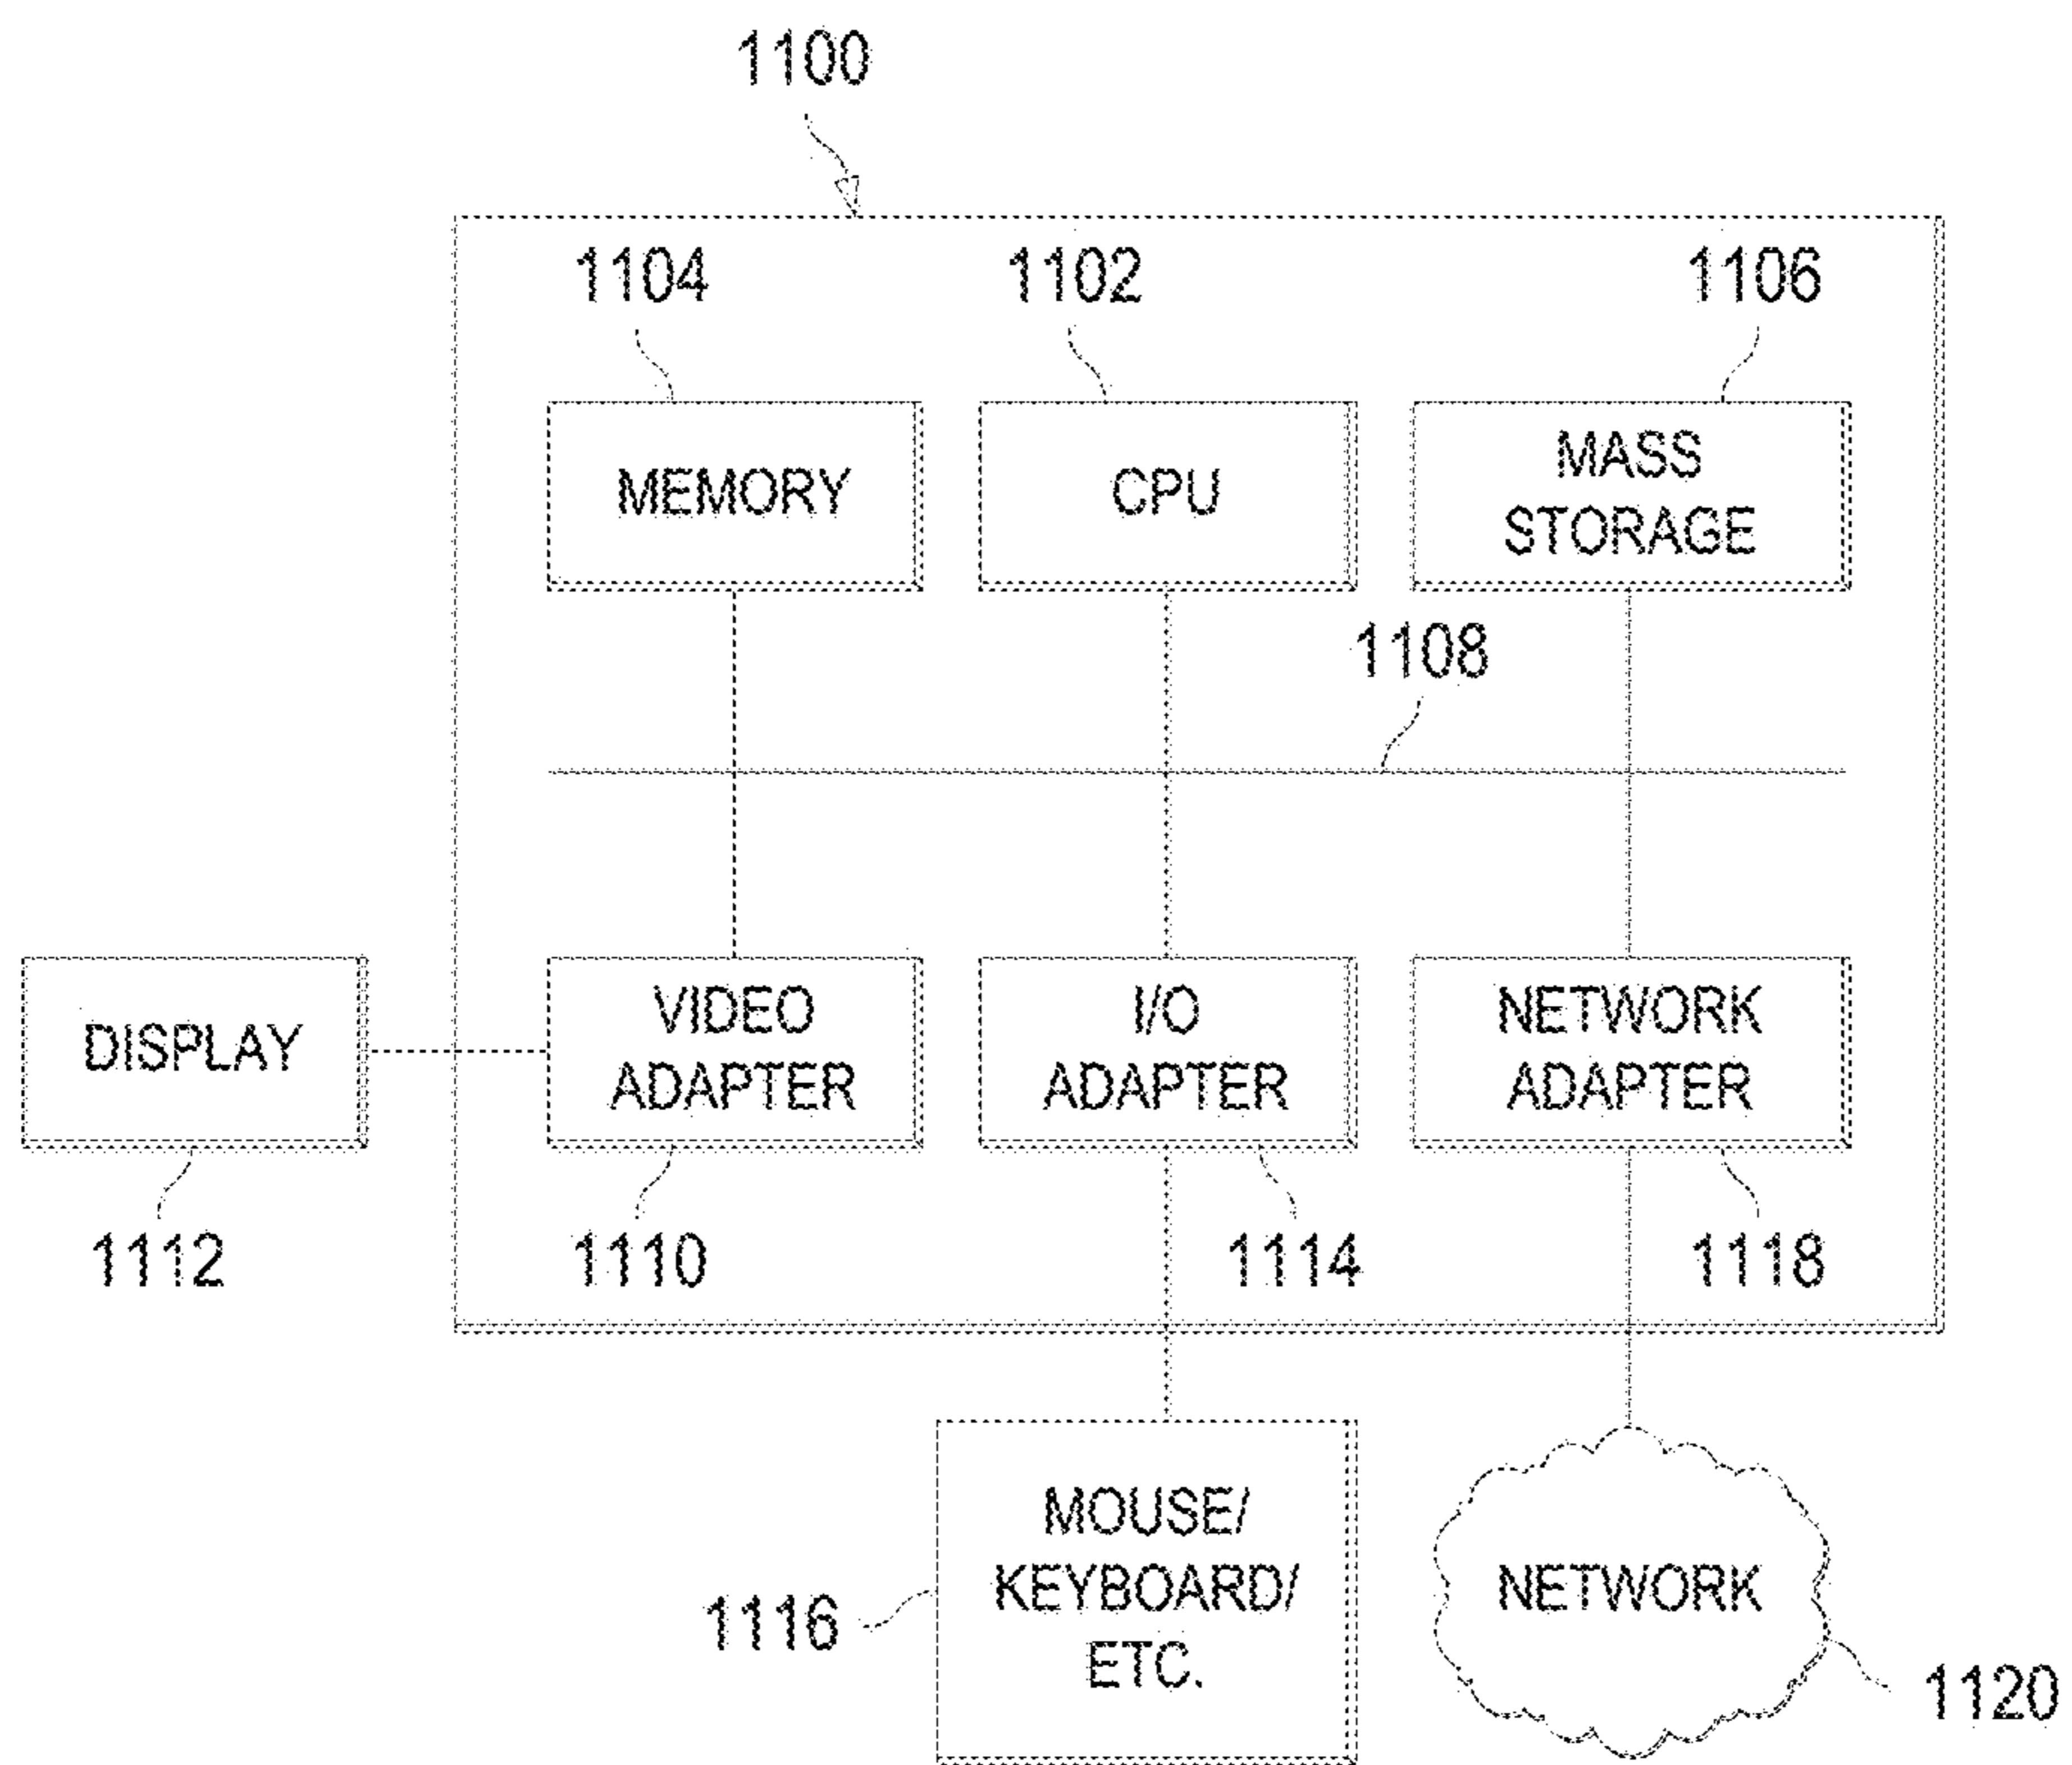 1100
1104
1102
1106
MEMORY
CPU
MASS
STORAGE
1108
DISPLAY
VIDEO
ADAPTER
I/O
ADAPTER
NETWORK
ADAPTER
1112
1110
1114
1118
MOUSE/
KEYBOARD/
ETC.
1116
NETWORK
1120